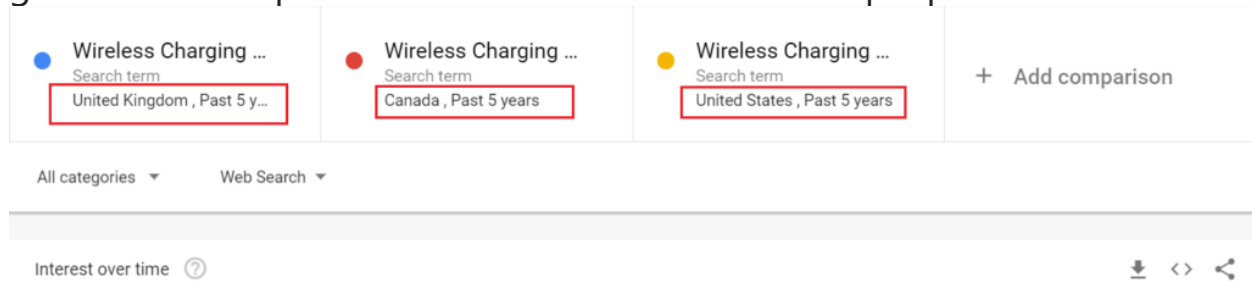 Wireless Charging ... Wireless Charging ... Wireless Charging ...
Search term Search term Search term + Add comparison
United Kingdom , Past 5 y... Canada , Past 5 years United States , Past 5 years
All categories Web Search
Interest over time ?